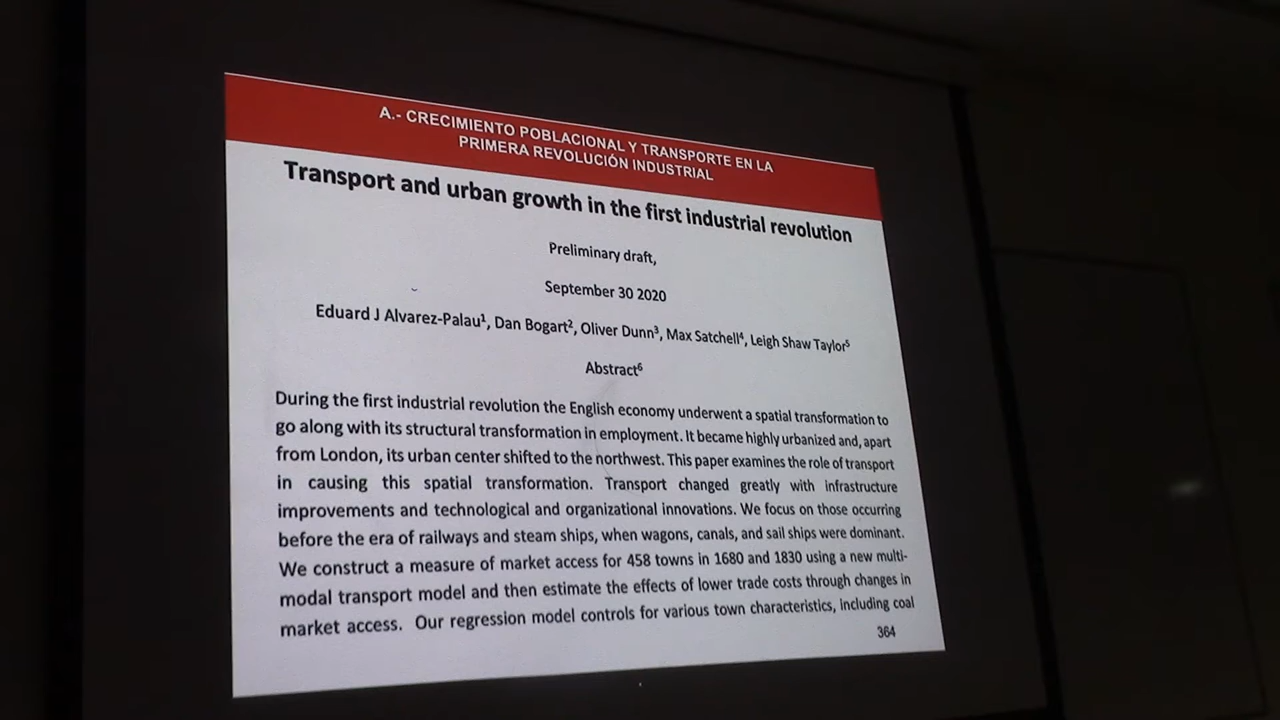 A.- CRECIMIENTO POBLACIONAL Y TRANSPORTE EN LA
PRIMERA REVOLUCIÓN INDUSTRIAL
Transport and urban growth in the first industrial revolution
Preliminary draft,
September 30 2020
Eduard J Alvarez-Palau¹, Dan Bogart², Oliver Dunn³, Max Satchell⁴, Leigh Shaw Taylor⁵
Abstract⁶
During the first industrial revolution the English economy underwent a spatial transformation to
go along with its structural transformation in employment. It became highly urbanized and, apart
from London, its urban center shifted to the northwest. This paper examines the role of transport
in causing this spatial transformation. Transport changed greatly with infrastructure
improvements and technological and organizational innovations. We focus on those occurring
before the era of railways and steam ships, when wagons, canals, and sail ships were dominant.
We construct a measure of market access for 458 towns in 1680 and 1830 using a new multi-
modal transport model and then estimate the effects of lower trade costs through changes in
market access. Our regression model controls for various town characteristics, including coal
364